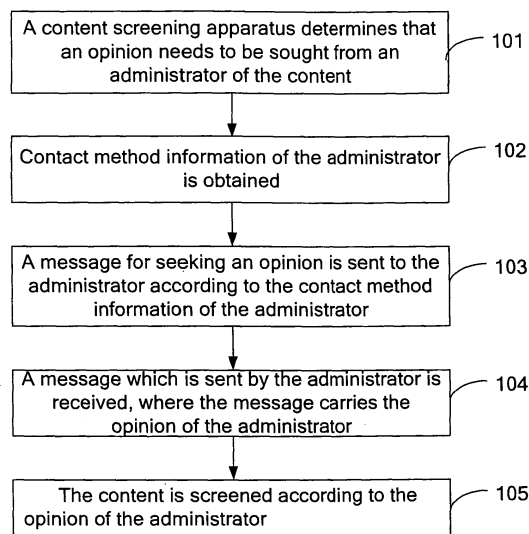 A content screening apparatus determines that
an opinion needs to be sought from an
administrator of the content
101
Contact method information of the administrator
is obtained
102
A message for seeking an opinion is sent to the
administrator according to the contact method
information of the administrator
103
A message which is sent by the administrator is
received, where the message carries the
opinion of the administrator
104
The content is screened according to the
opinion of the administrator
105